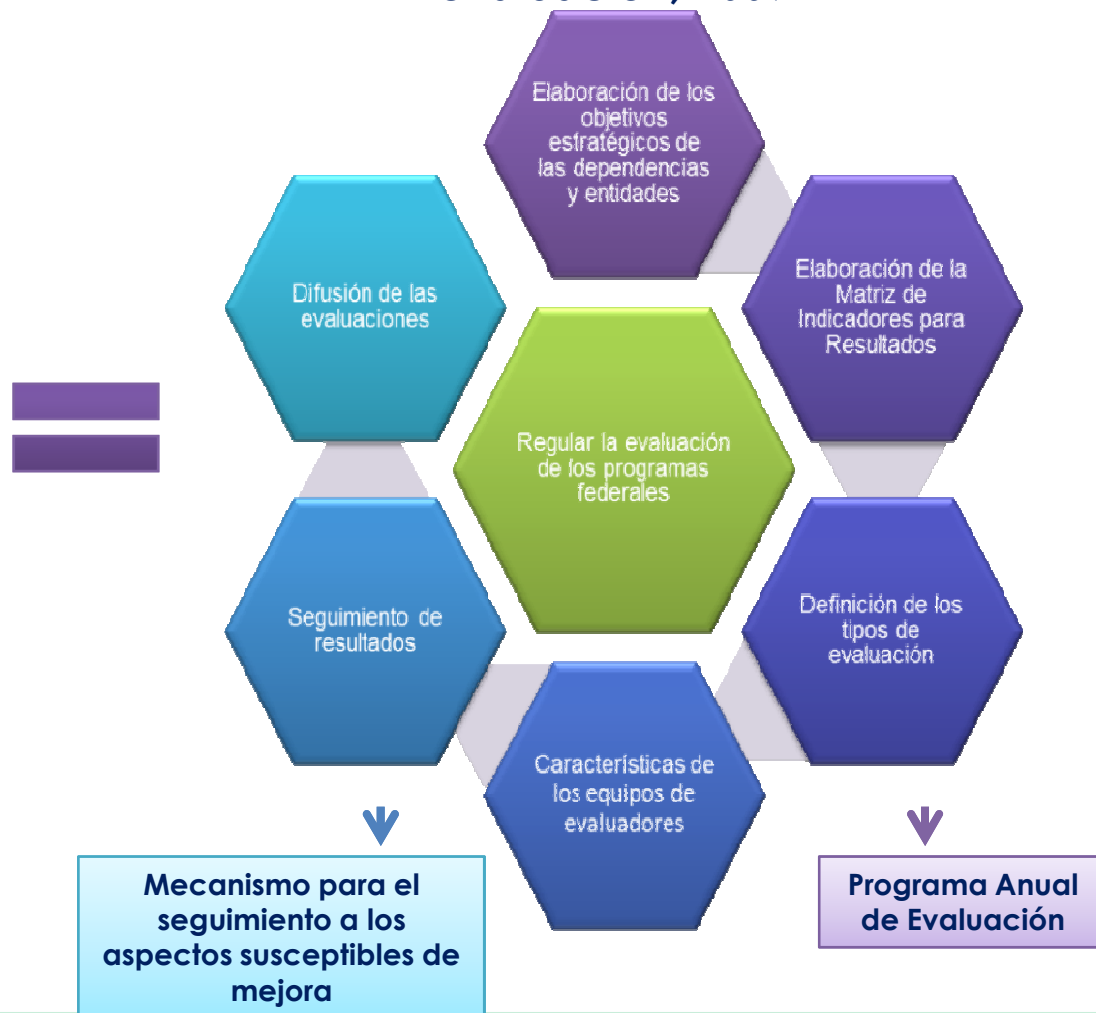 Elaboración de los
objetivos
estratégicos de
las dependencias
y entidades
Elaboración de la
Matriz de
Indicadores para
Resultados
Difusión de las
evaluaciones
Regular la evaluación
de los programas
federales
Definición de los
tipos de
evaluación
Seguimiento de
resultados
Características de
los equipos de
evaluadores
Mecanismo para el
seguimiento a los
aspectos susceptibles de
mejora
Programa Anual
de Evaluación